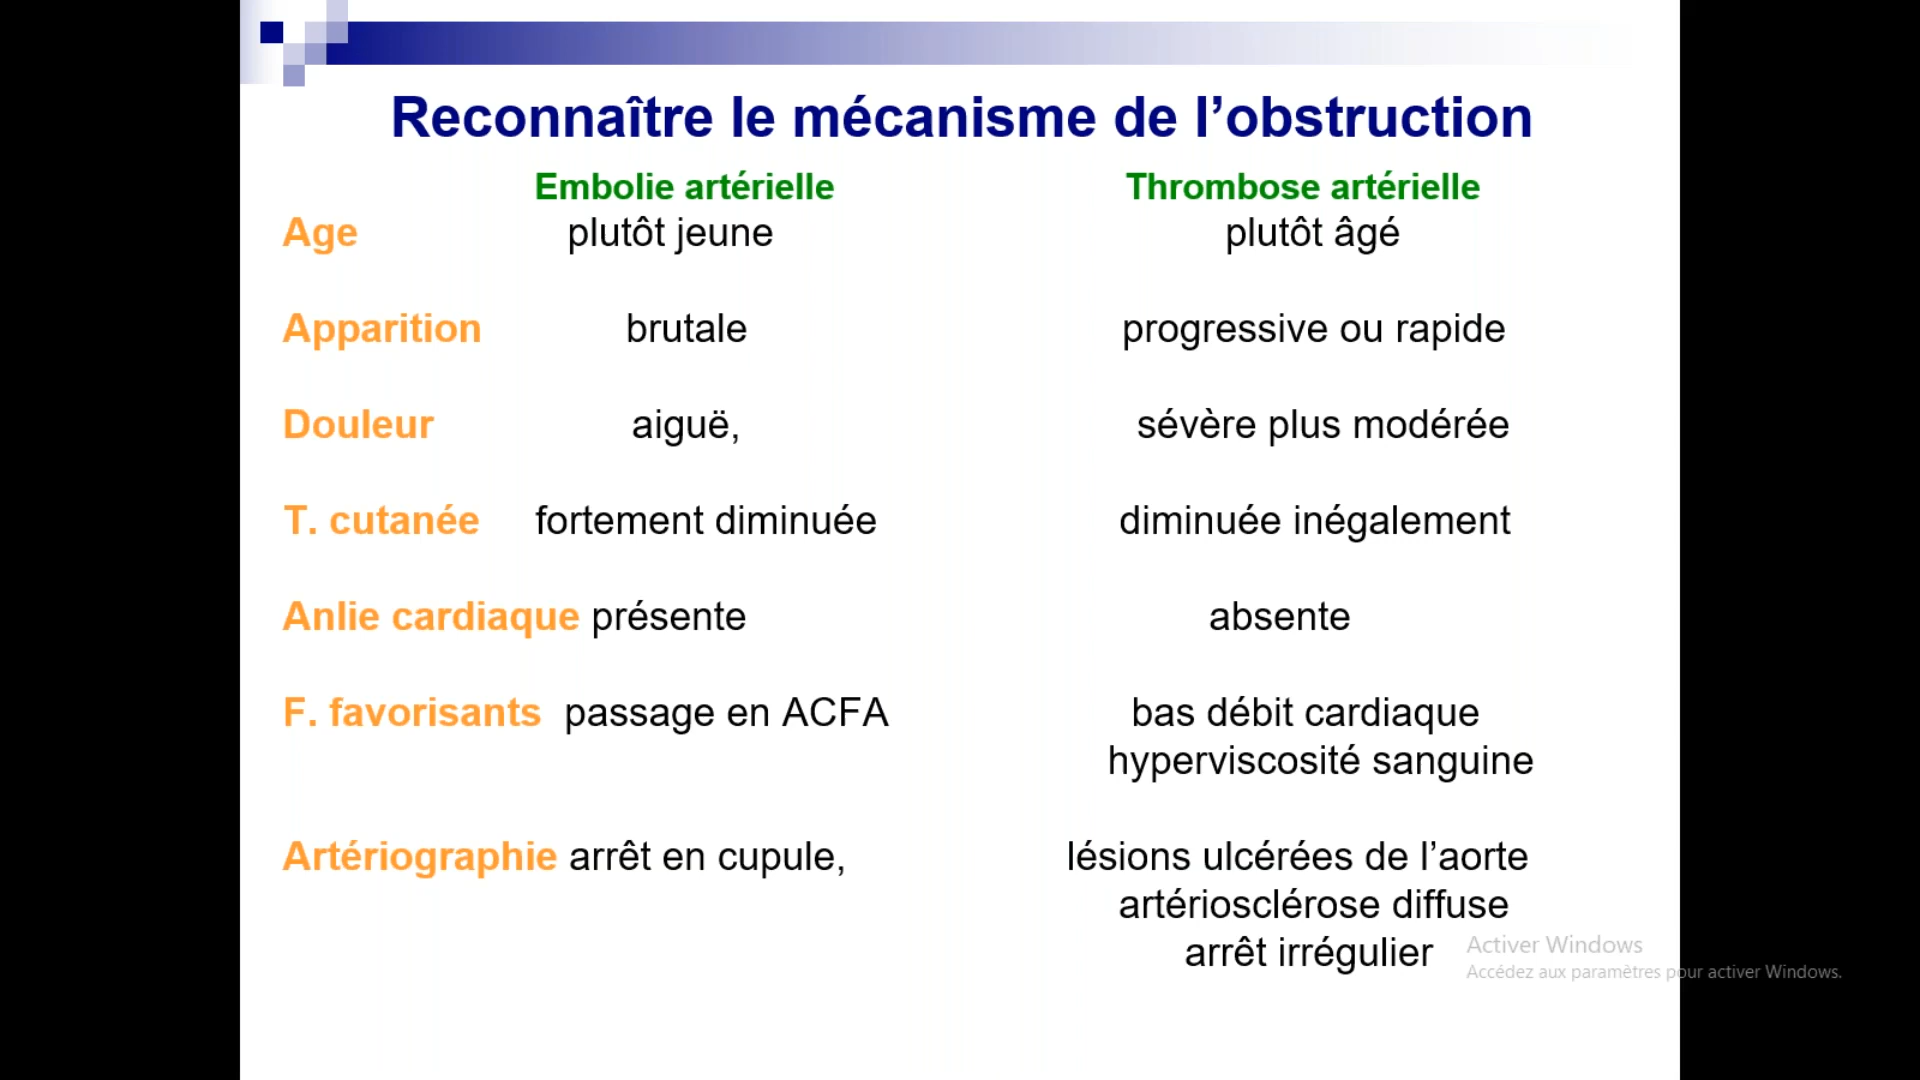 Reconnaître le mécanisme de l’obstruction
Embolie artérielle Thrombose artérielle
Age plutôt jeune plutôt âgé
Apparition brutale progressive ou rapide
Douleur aiguë, sévère plus modérée
T. cutanée fortement diminuée diminuée inégalement
Anlie cardiaque présente absente
F. favorisants passage en ACFA bas débit cardiaque
hyperviscosité sanguine
Artériographie arrêt en cupule, lésions ulcérées de l’aorte
artériosclérose diffuse
arrêt irrégulier
Activer Windows
Accédez aux paramètres pour activer Windows.